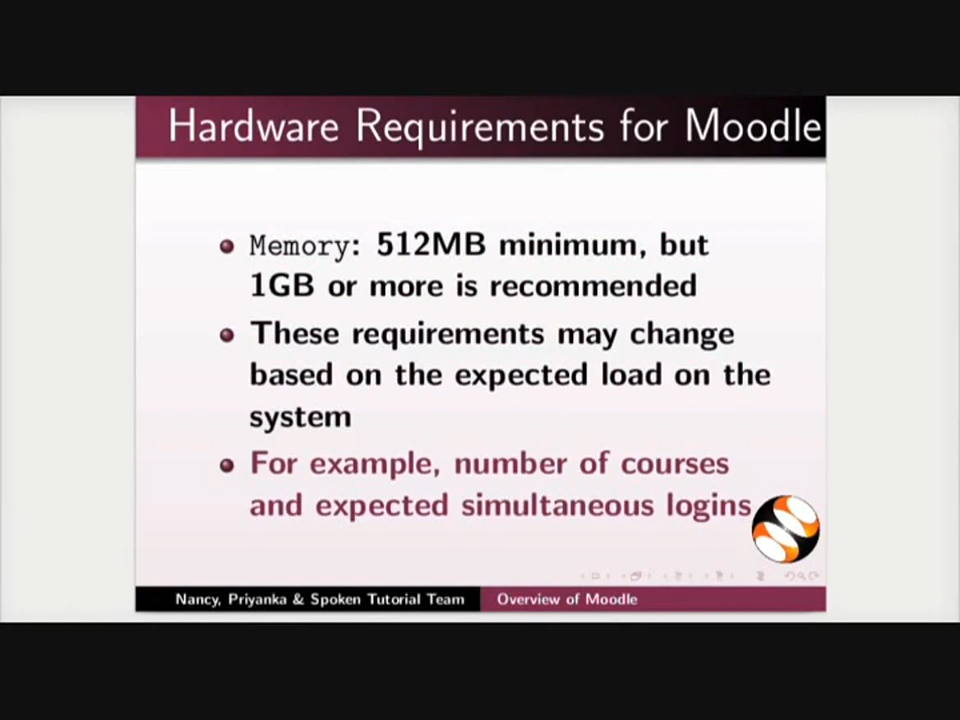 Hardware Requirements for Moodle
Memory: 512MB minimum, but
1GB or more is recommended
These requirements may change
based on the expected load on the
system
For example, number of courses
and expected simultaneous logins
Nancy, Priyanka & Spoken Tutorial Team
Overview of Moodle